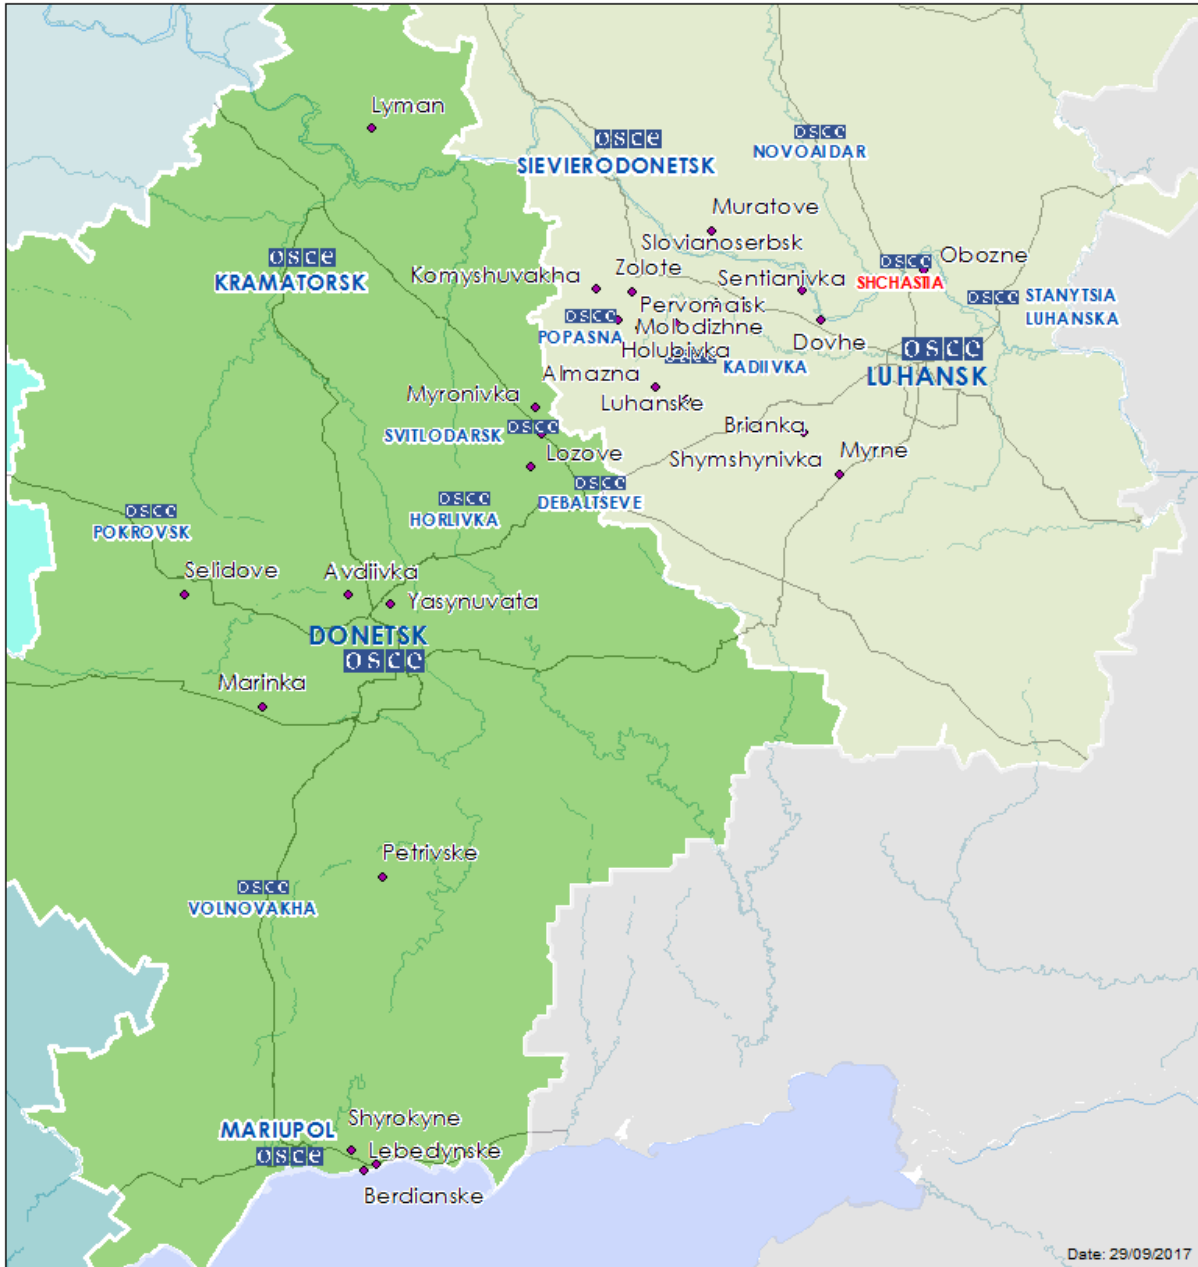 Lyman
OSCE
SIEVIERODONETSK
OSCE
NOVOAIDAR
Muratove
Slovianoserbsk
OSCE
KRAMATORSK
Komyshuvakha
Zolote
Sentianivka
OSCE
SHCHASTIA
Obozne
OSCE
STANYTSIA
LUHANSKA
Pervomaisk
OSCE
POPASNA
Molodizhne
Holubivka
Dovhe
OSCE
KADIIVKA
OSCE
LUHANSK
Almazna
Myronivka
Luhanske
SVITLODARSK
OSCE
Brianka
Lozove
Shymshynivka
Myrne
OSCE
DEBALTSEVE
OSCE
HORLIVKA
OSCE
POKROVSK
Selidove
Avdiivka
Yasynuvata
DONETSK
OSCE
Marinka
Petrivske
OSCE
VOLNOVAKHA
Shyrokyne
MARIUPOL
OSCE
Lebedynske
Berdianske
Date: 29/09/2017